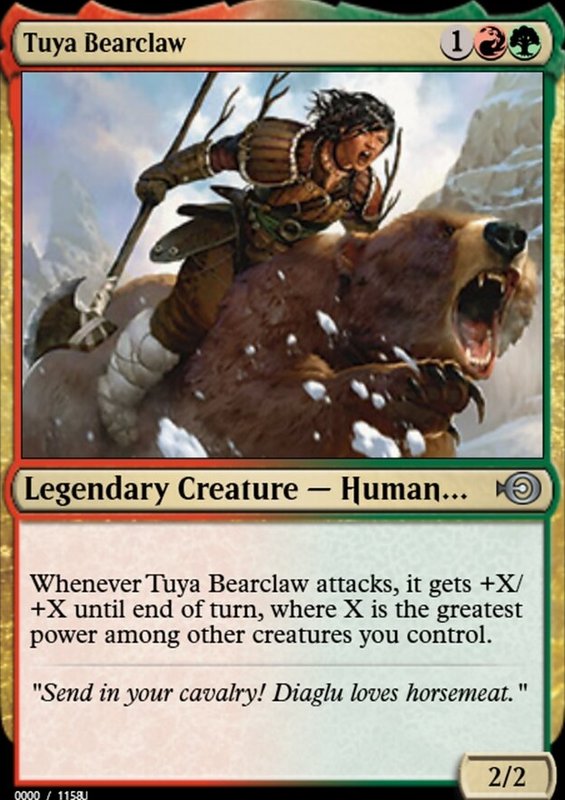 Tuya Bearclaw
1
Legendary Creature — Human...
Whenever Tuya Bearclaw attacks, it gets +X/
+X until end of turn, where X is the greatest
power among other creatures you control.
"Send in your cavalry! Diaglu loves horsemeat."
2/2
0000 / 1158U